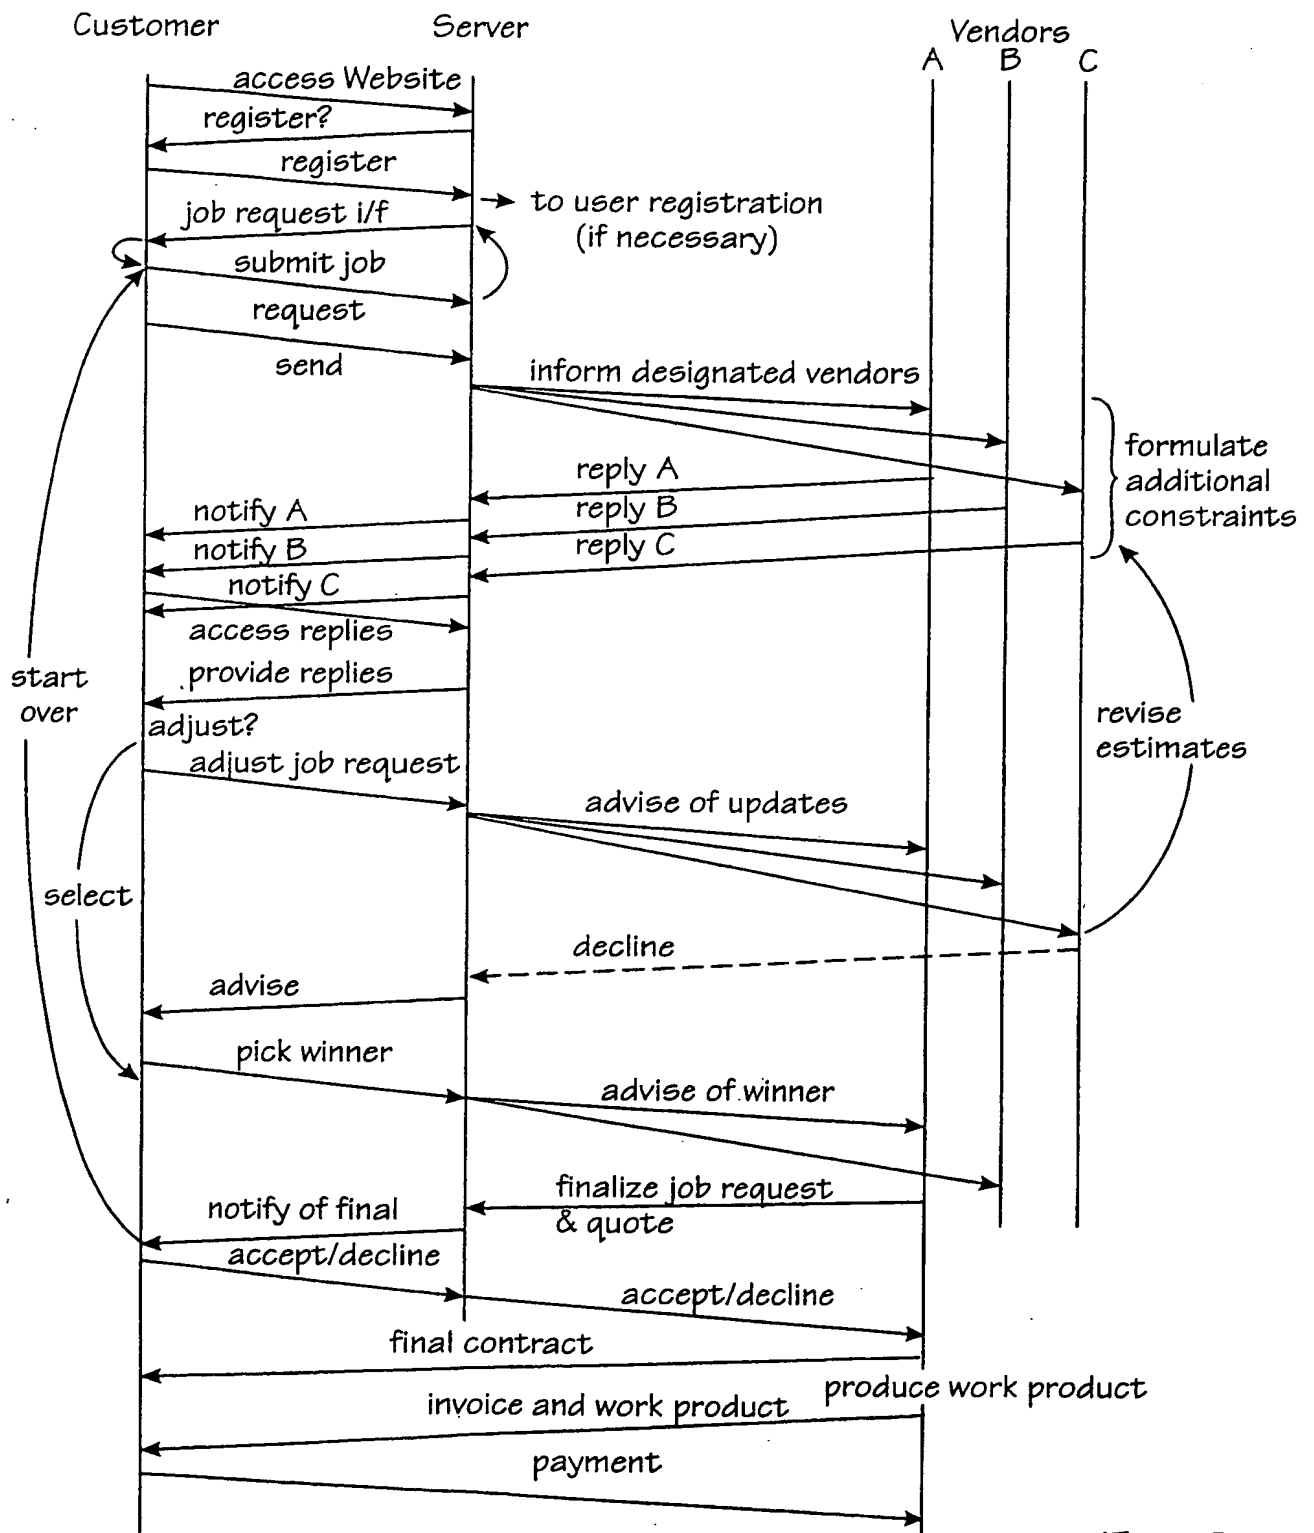 Customer
Server
Vendors
A
B
C
access Website
register?
register
to user registration
(if necessary)
job request i/f
submit job
request
send
inform designated vendors
formulate
additional
constraints
reply A
notify A
reply B
notify B
reply C
notify C
access replies
start
over
provide replies
adjust?
revise
estimates
adjust job request
advise of updates
select
decline
advise
pick winner
advise of winner
finalize job request
& quote
notify of final
accept/decline
accept/decline
final contract
produce work product
invoice and work product
payment